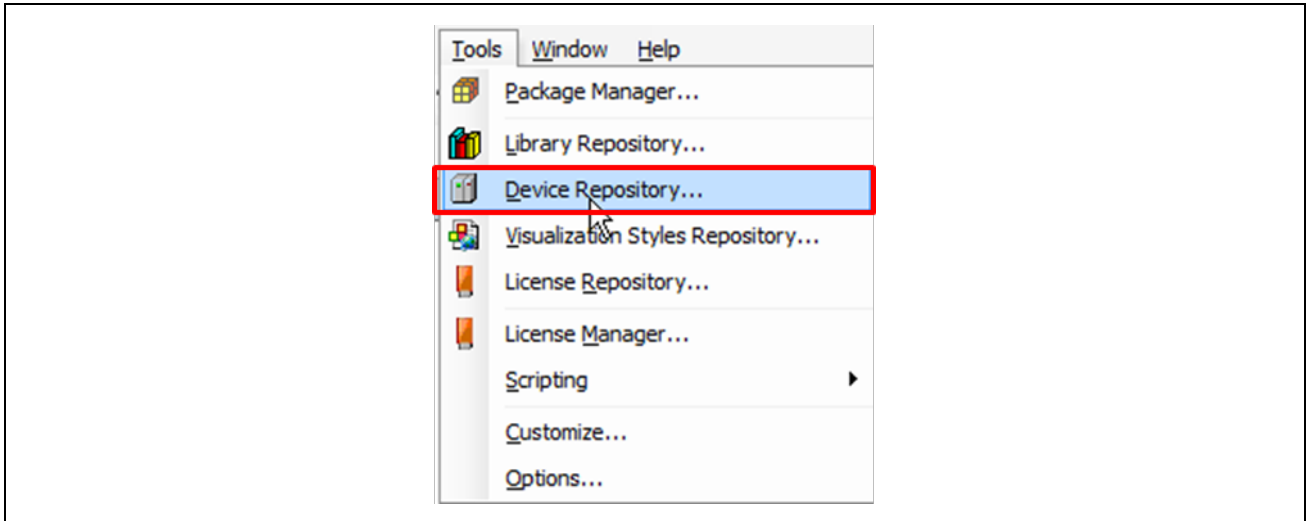 Tools Window Help
Package Manager...
Library Repository...
Device Repository...
Visualization Styles Repository...
License Repository...
License Manager...
Scripting
Customize...
Options...